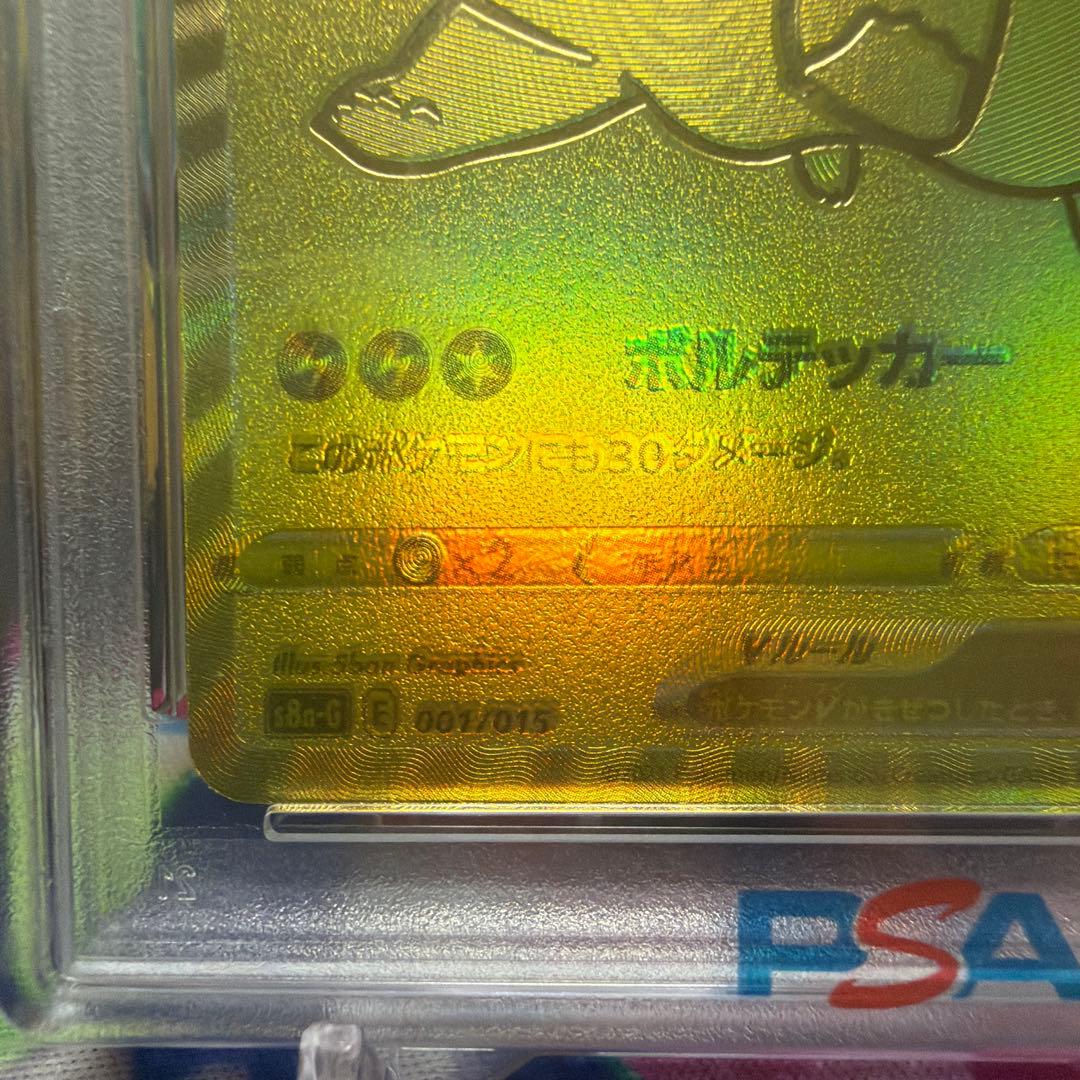 ボルテッカー
このポケモンにも30ダメージ。
弱点 ×2 抵抗力 に
Illus. 5ban Graphics
Vルール
s8a-G E 001/015
ポケモンVがきぜつしたとき
PSA